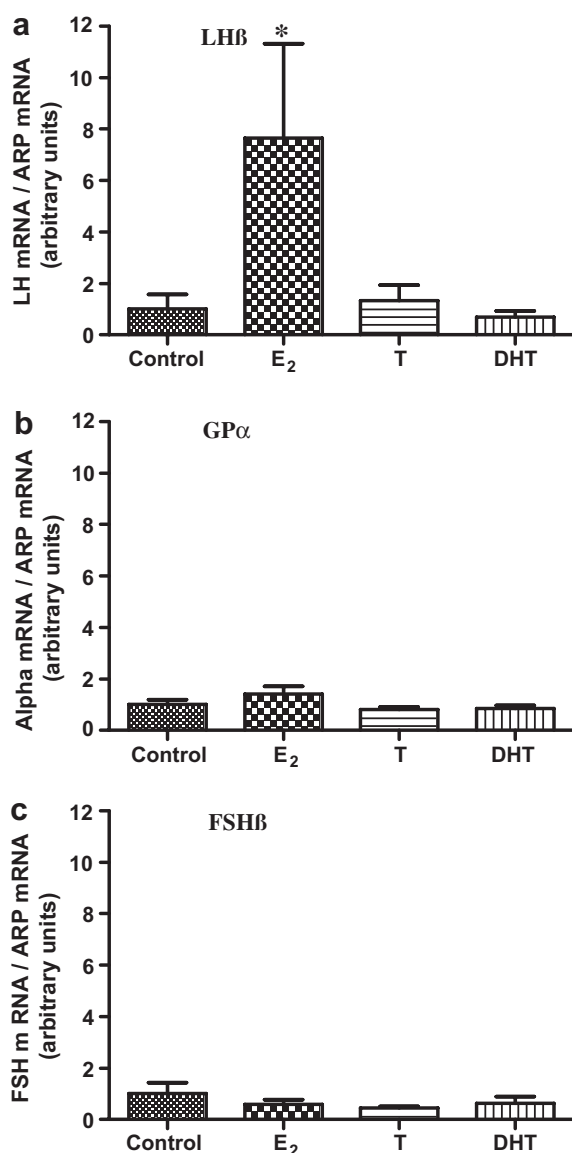 a
LHß
*
LH mRNA / ARP mRNA
(arbitrary units)
12
10
8
6
4
2
0
Control E₂ T DHT
b
GPα
Alpha mRNA / ARP mRNA
(arbitrary units)
12
10
8
6
4
2
0
Control E₂ T DHT
c
FSHß
FSH m RNA / ARP mRNA
(arbitrary units)
12
10
8
6
4
2
0
Control E₂ T DHT